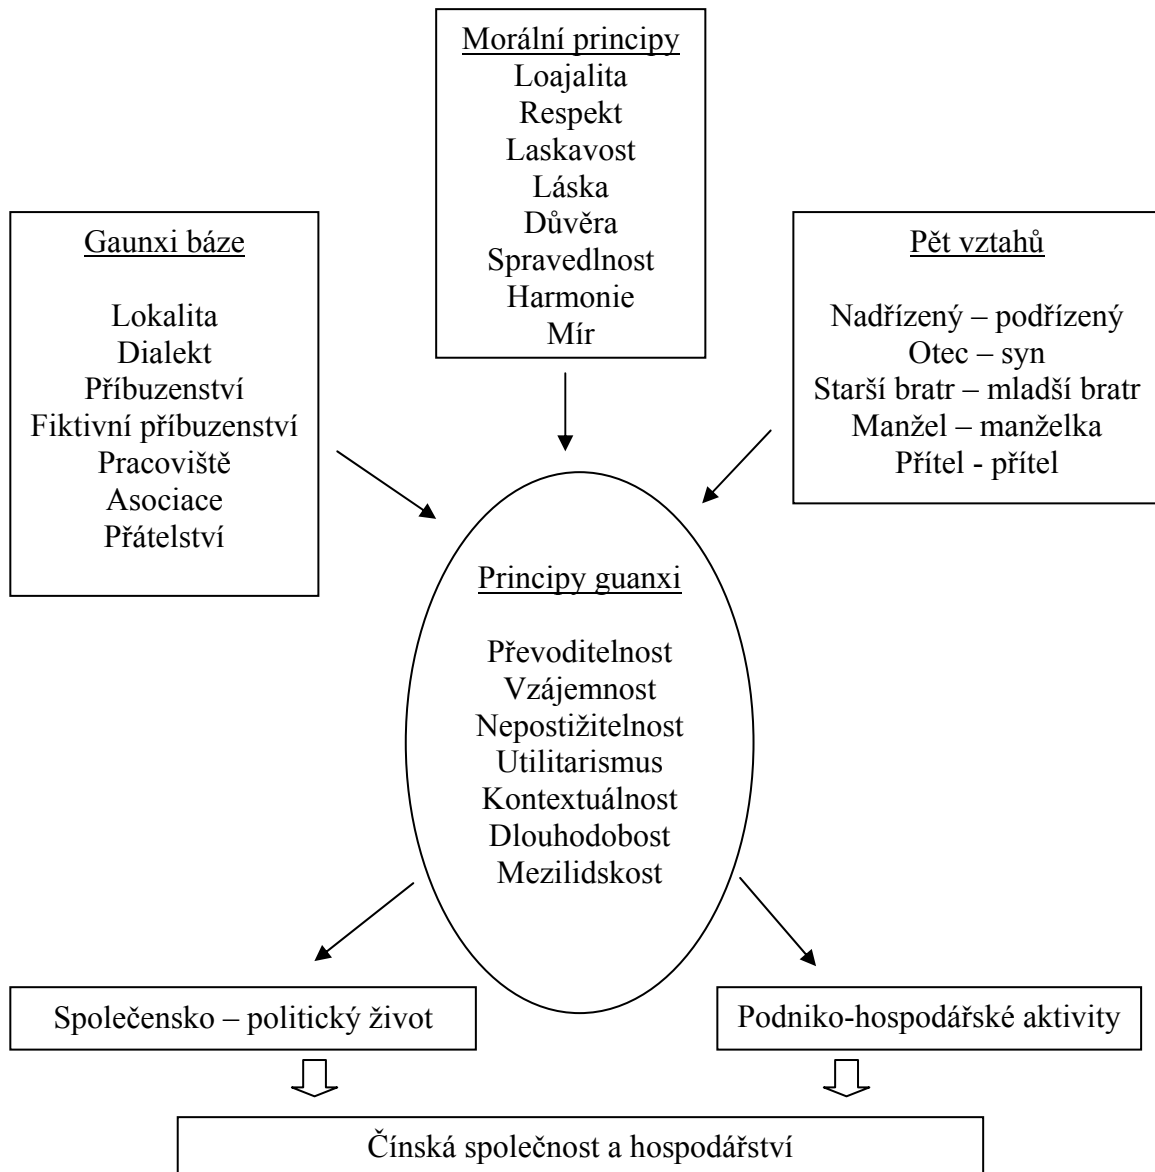 Morální principy
Loajalita
Respekt
Laskavost
Láska
Důvěra
Spravedlnost
Harmonie
Mír
Gaunxi báze
Lokalita
Dialekt
Příbuzenství
Fiktivní příbuzenství
Pracoviště
Asociace
Přátelství
Pět vztahů
Nadřízený – podřízený
Otec – syn
Starší bratr – mladší bratr
Manžel – manželka
Přítel - přítel
Principy guanxi
Převoditelnost
Vzájemnost
Nepostižitelnost
Utilitarismus
Kontextuálnost
Dlouhodobost
Mezilidskost
Společensko – politický život
Podniko-hospodářské aktivity
Čínská společnost a hospodářství